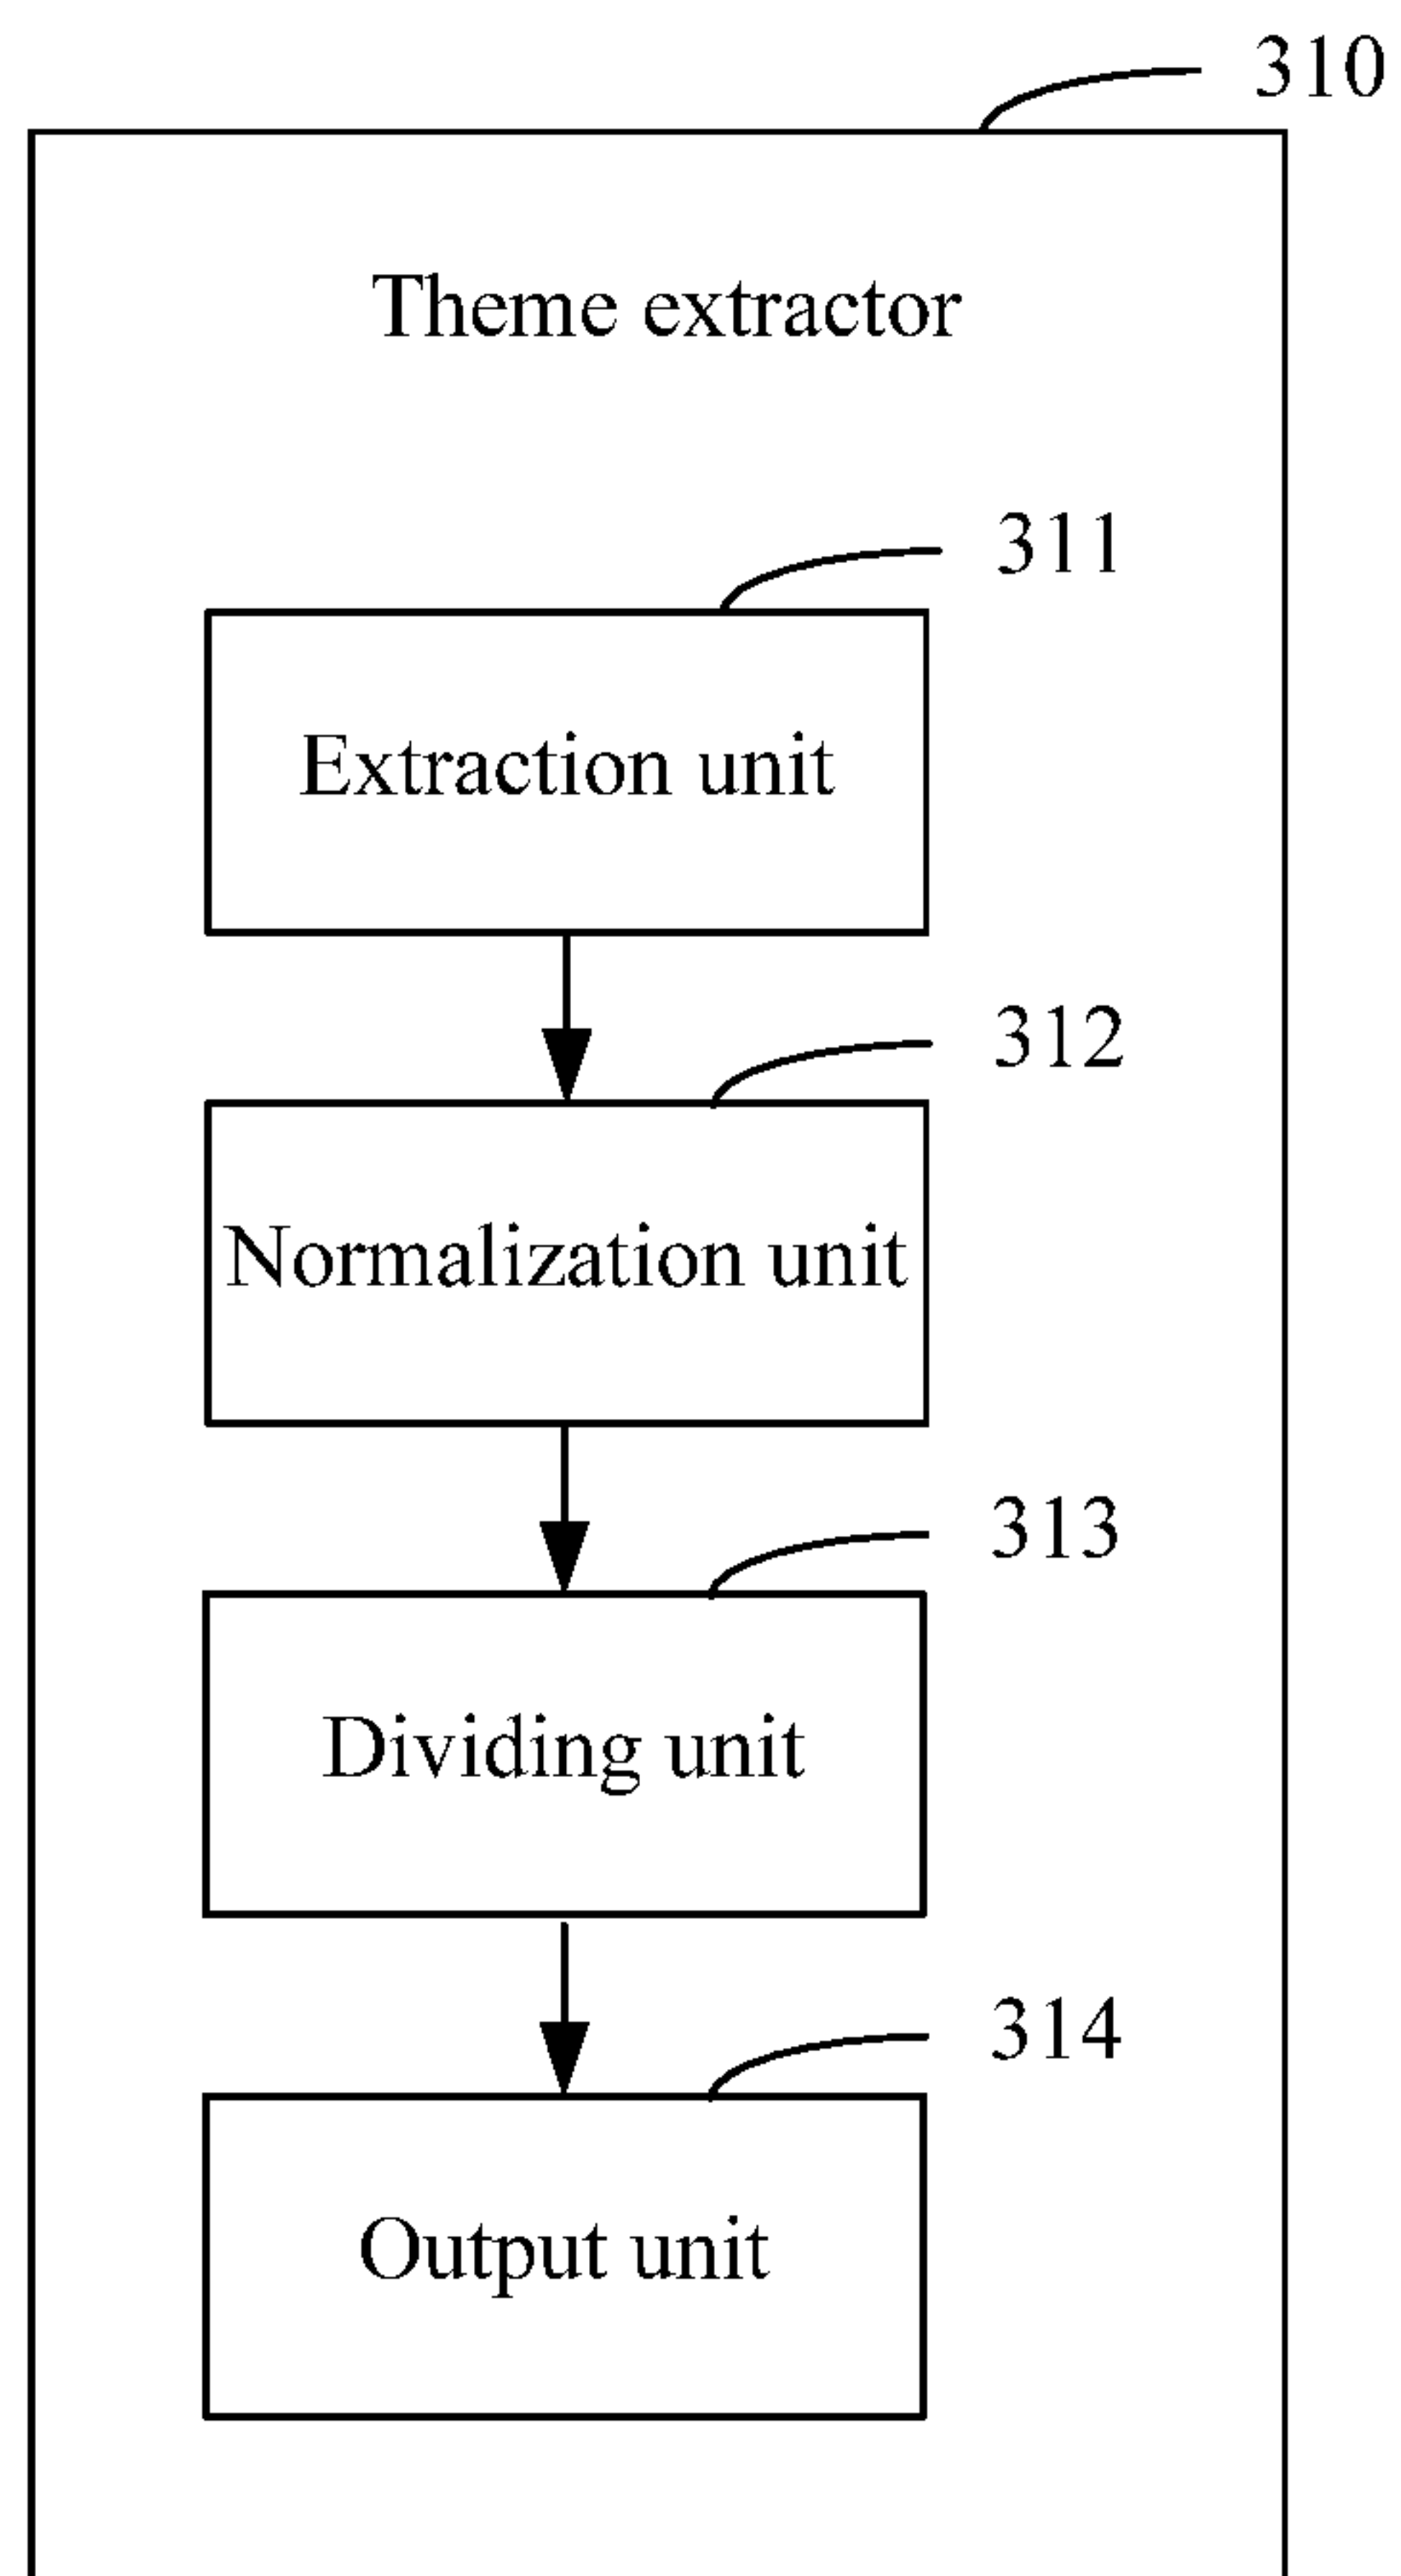 310
Theme extractor
311
Extraction unit
312
Normalization unit
313
Dividing unit
314
Output unit